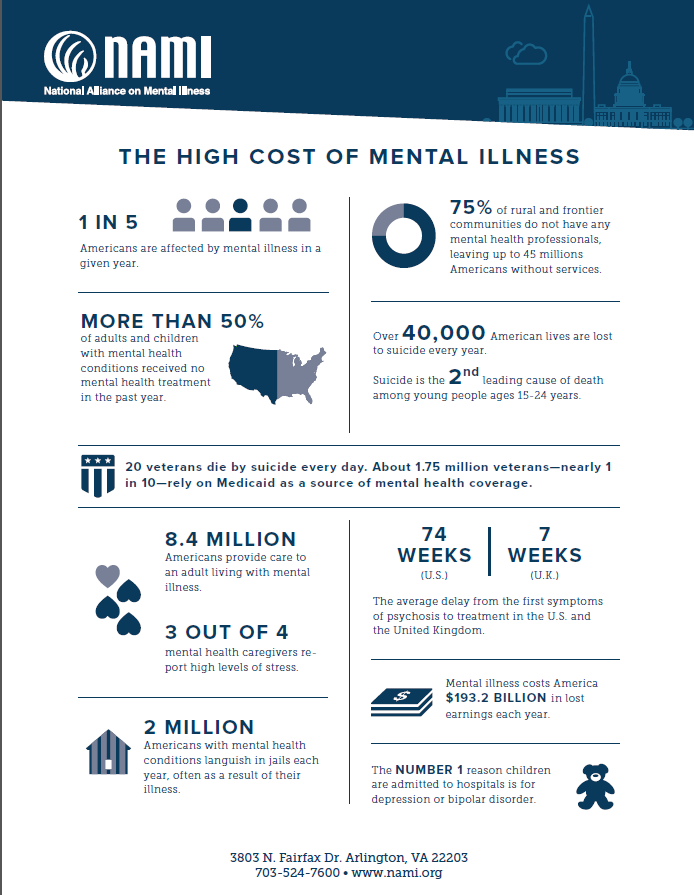 NAMI
National Alliance on Mental Illness
THE HIGH COST OF MENTAL ILLNESS
1 IN 5
Americans are affected by mental illness in a
given year.
MORE THAN 50%
of adults and children
with mental health
conditions received no
mental health treatment
in the past year.
75% of rural and frontier
communities do not have any
mental health professionals,
leaving up to 45 millions
Americans without services.
Over 40,000 American lives are lost
to suicide every year.
Suicide is the 2nd leading cause of death
among young people ages 15-24 years.
20 veterans die by suicide every day. About 1.75 million veterans—nearly 1
in 10—rely on Medicaid as a source of mental health coverage.
8.4 MILLION
Americans provide care to
an adult living with mental
illness.
3 OUT OF 4
mental health caregivers re-
port high levels of stress.
2 MILLION
Americans with mental health
conditions languish in jails each
year, often as a result of their
illness.
74
WEEKS
(U.S.)
7
WEEKS
(U.K.)
The average delay from the first symptoms
of psychosis to treatment in the U.S. and
the United Kingdom.
$
Mental illness costs America
$193.2 BILLION in lost
earnings each year.
The NUMBER 1 reason children
are admitted to hospitals is for
depression or bipolar disorder.
3803 N. Fairfax Dr. Arlington, VA 22203
703-524-7600 • www.nami.org